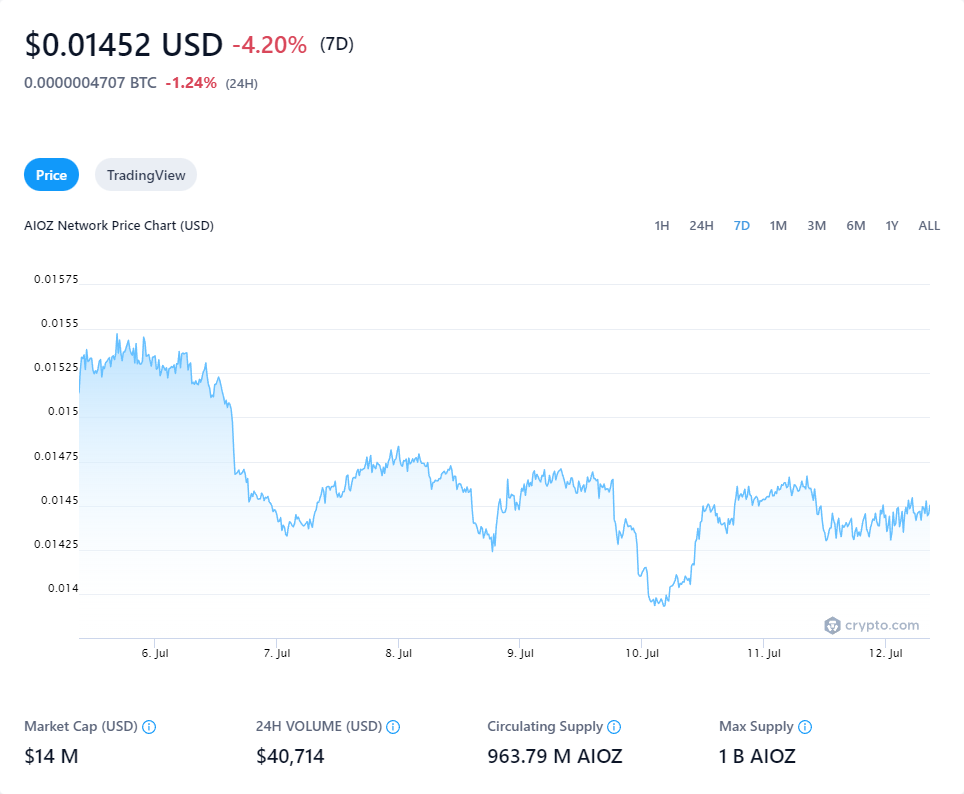 $0.01452 USD -4.20% (7D)
0.0000004707 BTC -1.24% (24H)
Price TradingView
AIOZ Network Price Chart (USD) 1H 24H 7D 1M 3M 6M 1Y ALL
0.01575
0.0155
0.01525
0.015
0.01475
0.0145
0.01425
0.014
crypto.com
6. Jul 7. Jul 8. Jul 9. Jul 10. Jul 11. Jul 12. Jul
Market Cap (USD) 24H VOLUME (USD) Circulating Supply Max Supply
$14 M $40,714 963.79 M AIOZ 1 B AIOZ